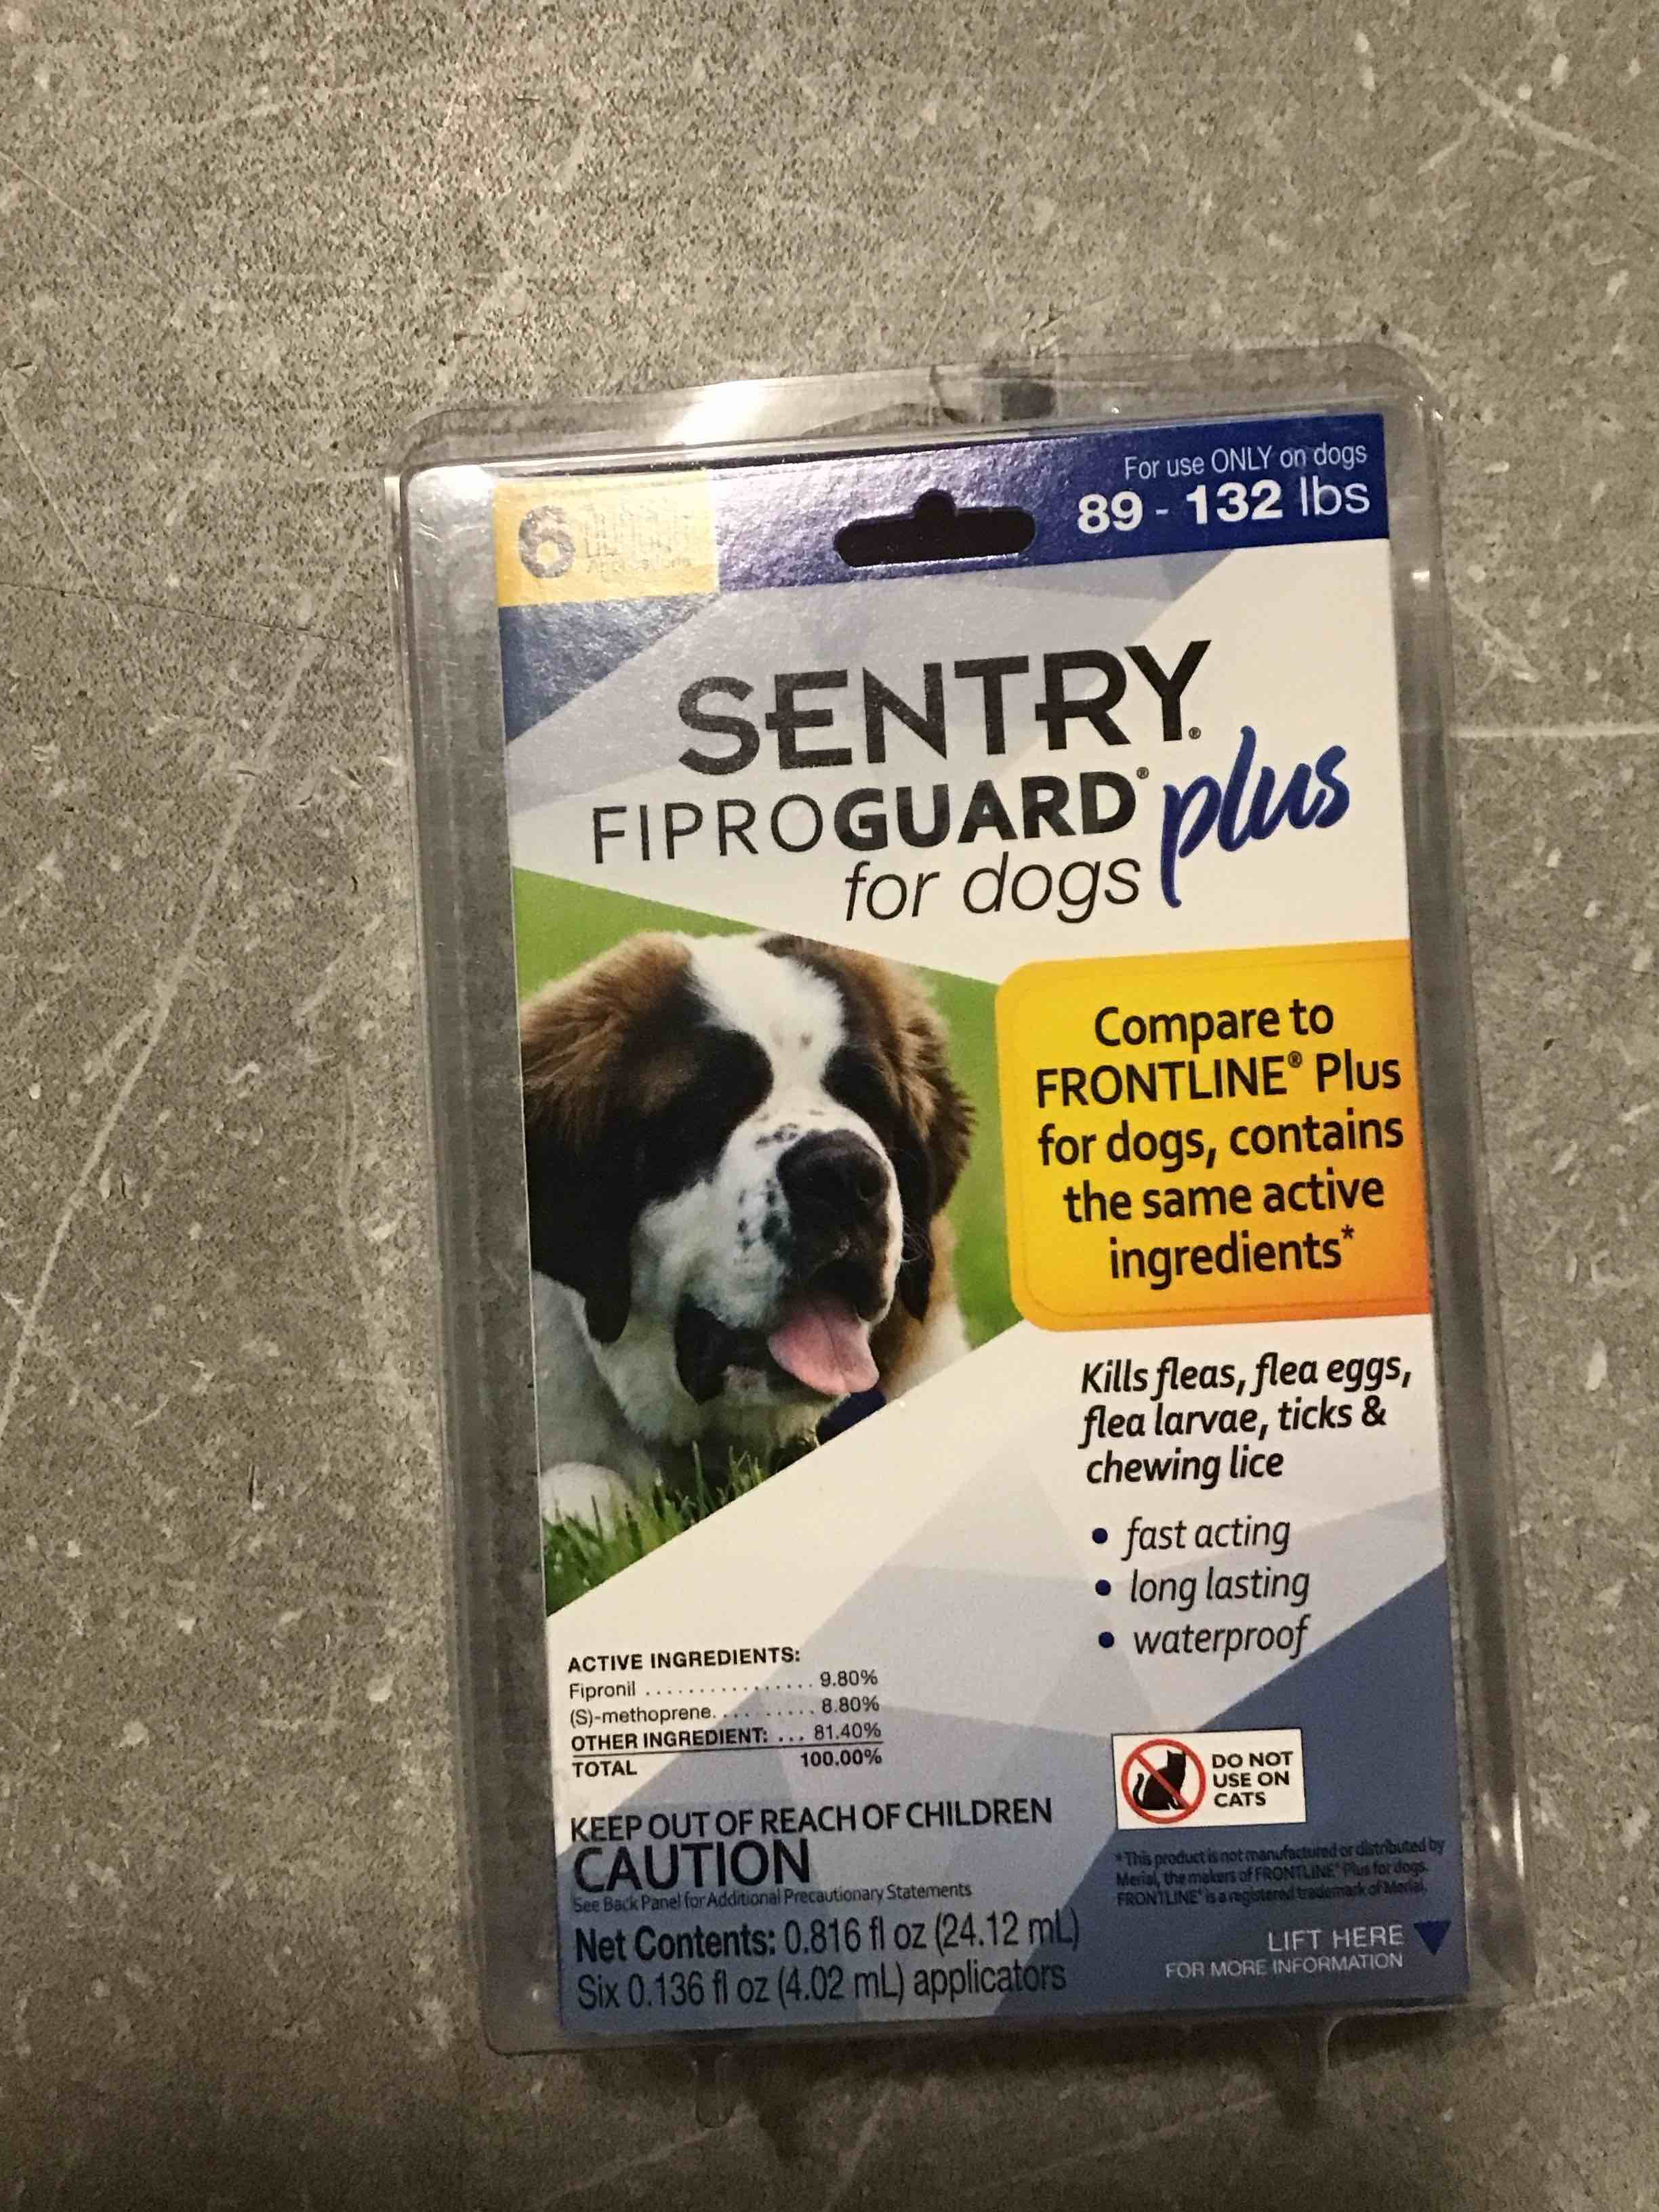 For use ONLY on dogs
89 - 132 lbs
6
SENTRY®
FIPROGUARD® plus
for dogs
Compare to
FRONTLINE® Plus
for dogs, contains
the same active
ingredients*
Kills fleas, flea eggs,
flea larvae, ticks &
chewing lice
• fast acting
• long lasting
• waterproof
ACTIVE INGREDIENTS:
Fipronil ................ 9.80%
(S)-methoprene. ......... 8.80%
OTHER INGREDIENT: ... 81.40%
TOTAL 100.00%
DO NOT
USE ON
CATS
KEEP OUT OF REACH OF CHILDREN
CAUTION
See Back Panel for Additional Precautionary Statements
Net Contents: 0.816 fl oz (24.12 mL)
Six 0.136 fl oz (4.02 mL) applicators
*This product is not manufactured or distributed by
Merial, the makers of FRONTLINE® Plus for dogs.
FRONTLINE® is a registered trademark of Merial.
LIFT HERE
FOR MORE INFORMATION